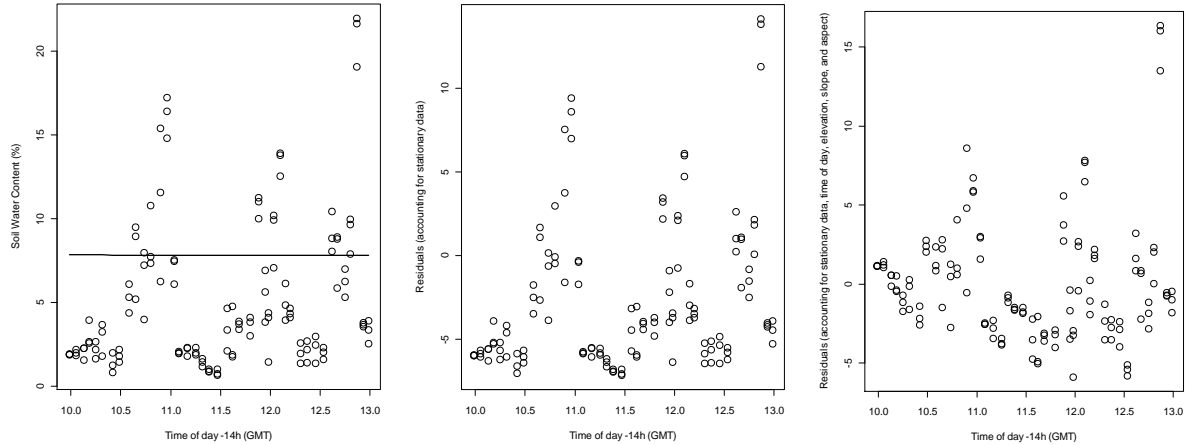 Soil Water Content (%)
20
15
10
5
0
10.0 10.5 11.0 11.5 12.0 12.5 13.0
Time of day -14h (GMT)
Residuals (accounting for stationary data)
10
5
0
-5
10.0 10.5 11.0 11.5 12.0 12.5 13.0
Time of day -14h (GMT)
Residuals (accounting for stationary data, time of day, elevation, slope, and aspect)
15
10
5
0
-5
10.0 10.5 11.0 11.5 12.0 12.5 13.0
Time of day -14h (GMT)